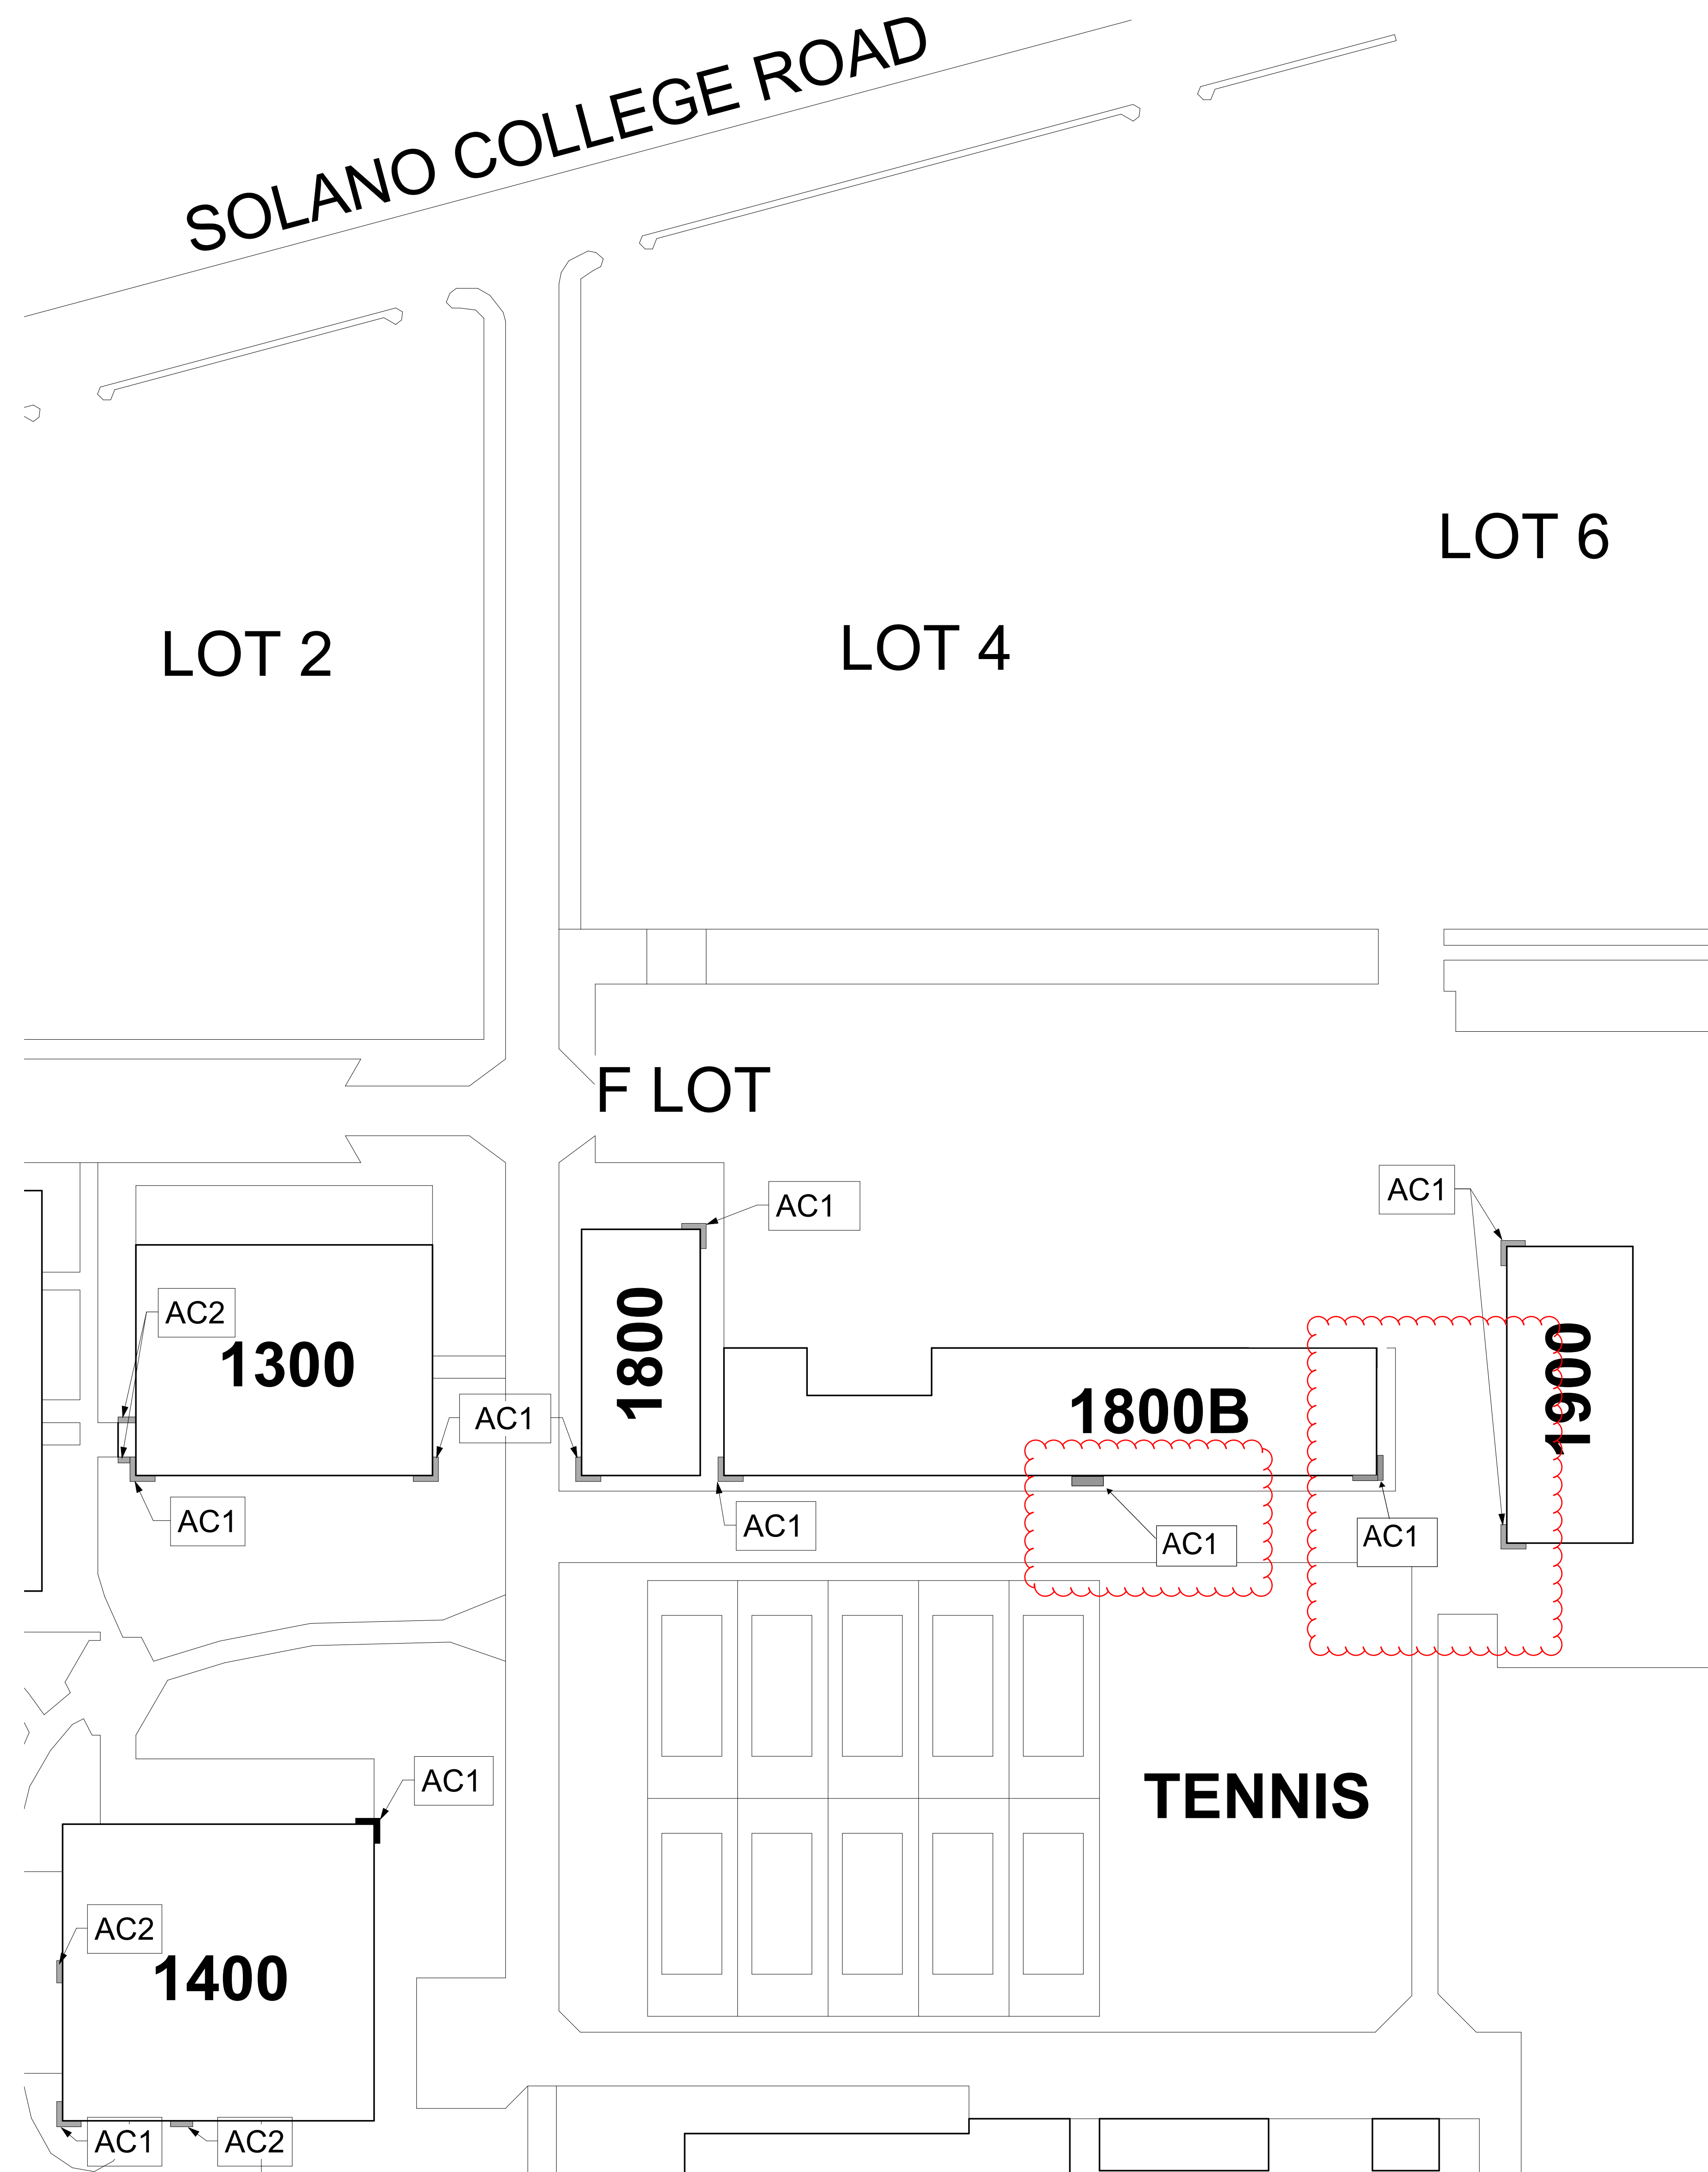 SOLANO COLLEGE ROAD
LOT 6
LOT 2
LOT 4
F LOT
AC1
AC1
AC2
1300
1800
1800B
1900
AC1
AC1
AC1
AC1
AC1
AC1
TENNIS
AC2
1400
AC1
AC2